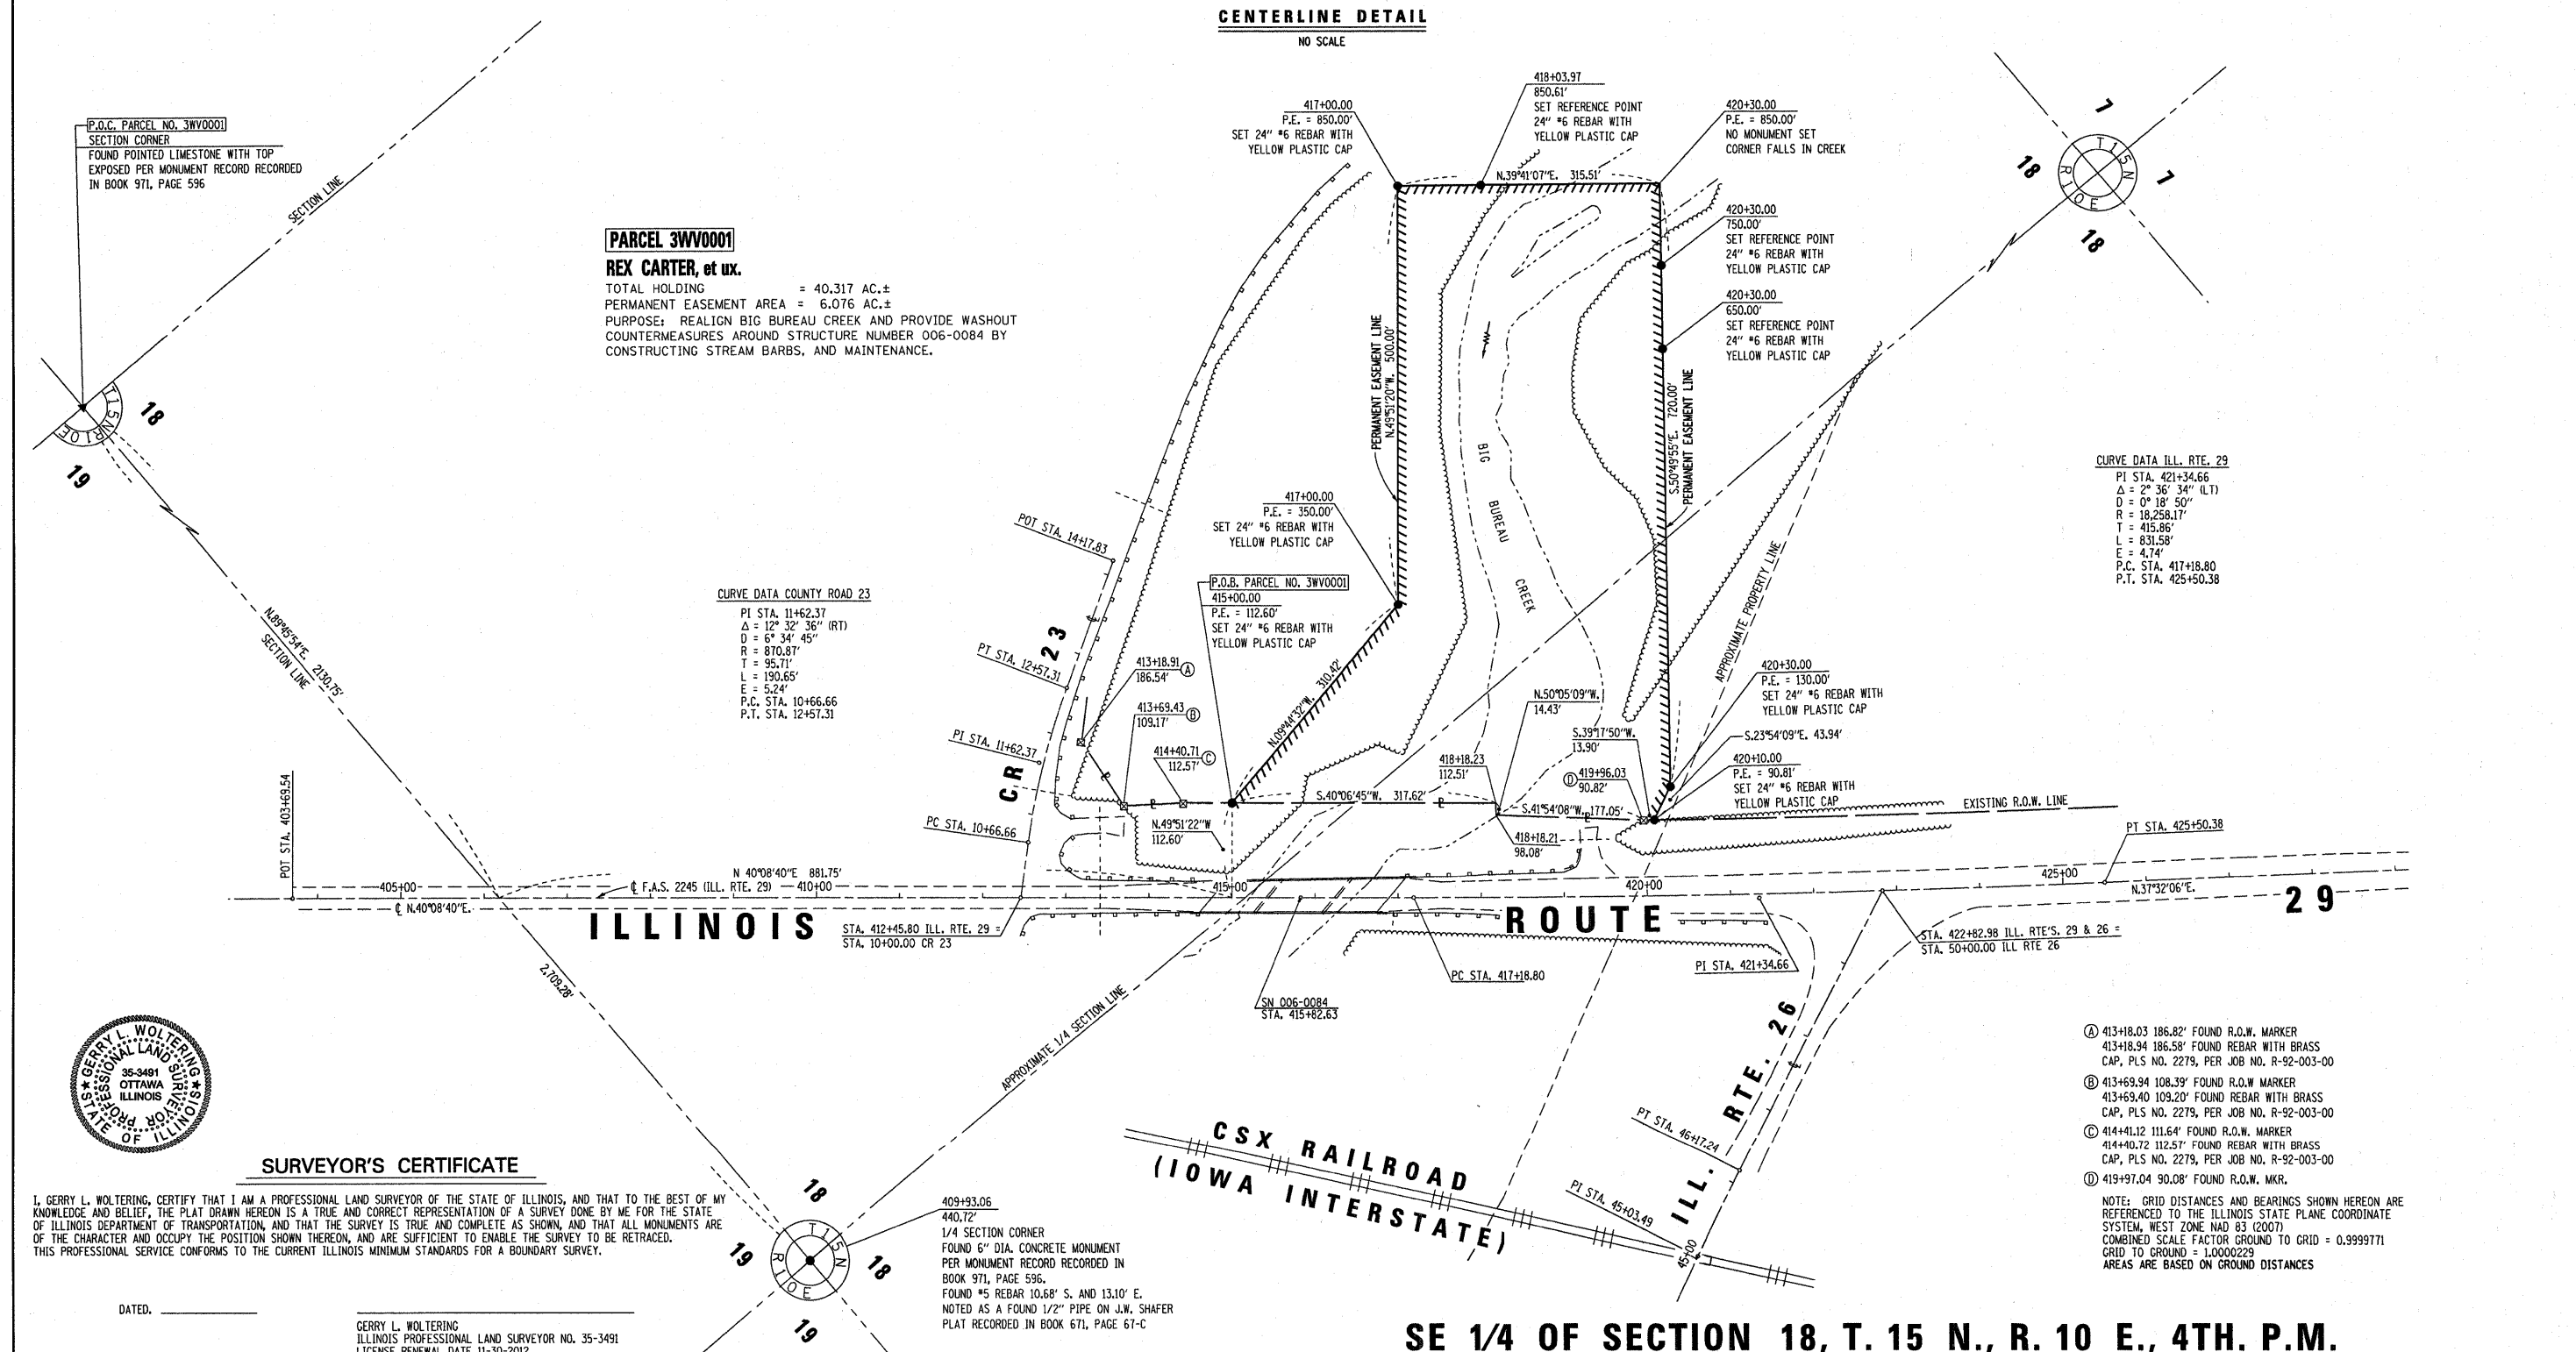 CENTERLINE DETAIL
NO SCALE
P.O.C. PARCEL NO. 3WV0001
SECTION CORNER
FOUND POINTED LIMESTONE WITH TOP
EXPOSED PER MONUMENT RECORD RECORDED
IN BOOK 971, PAGE 596
SECTION LINE
PARCEL 3WV0001
REX CARTER, et ux.
TOTAL HOLDING = 40.317 AC.±
PERMANENT EASEMENT AREA = 6.076 AC.±
PURPOSE: REALIGN BIG BUREAU CREEK AND PROVIDE WASHOUT
COUNTERMEASURES AROUND STRUCTURE NUMBER 006-0084 BY
CONSTRUCTING STREAM BARBS, AND MAINTENANCE.
417+00.00
P.E. = 850.00'
SET 24" #6 REBAR WITH
YELLOW PLASTIC CAP
418+03.97
850.61'
SET REFERENCE POINT
24" #6 REBAR WITH
YELLOW PLASTIC CAP
420+30.00
P.E. = 850.00'
NO MONUMENT SET
CORNER FALLS IN CREEK
N.39°41'07"E. 315.51'
420+30.00
750.00'
SET REFERENCE POINT
24" #6 REBAR WITH
YELLOW PLASTIC CAP
420+30.00
650.00'
SET REFERENCE POINT
24" #6 REBAR WITH
YELLOW PLASTIC CAP
7
18
7
18
T15N
R10E
18
T15N
R10E
19
PERMANENT EASEMENT LINE
N.49°51'20"W. 500.00'
S.50°49'55"E. 720.00'
PERMANENT EASEMENT LINE
BIG
BUREAU
CREEK
417+00.00
P.E. = 350.00'
SET 24" #6 REBAR WITH
YELLOW PLASTIC CAP
P.O.B. PARCEL NO. 3WV0001
415+00.00
P.E. = 112.60'
SET 24" #6 REBAR WITH
YELLOW PLASTIC CAP
CURVE DATA ILL. RTE. 29
PI STA. 421+34.66
Δ = 2° 36' 34" (LT)
D = 0° 18' 50"
R = 18,258.17'
T = 415.86'
L = 831.58'
E = 4.74'
P.C. STA. 417+18.80
P.T. STA. 425+50.38
CURVE DATA COUNTY ROAD 23
PI STA. 11+62.37
Δ = 12° 32' 36" (RT)
D = 6° 34' 45"
R = 870.87'
T = 95.71'
L = 190.65'
E = 5.24'
P.C. STA. 10+66.66
P.T. STA. 12+57.31
N.89°45'54"E. 2130.75'
SECTION LINE
POT STA. 14+17.83
PT STA. 12+57.31
PI STA. 11+62.37
PC STA. 10+66.66
CR 23
413+18.91 A
186.54'
413+69.43 B
109.17'
414+40.71 C
112.57'
N.09°44'32"W. 310.42'
N.49°51'22"W
112.60'
S.40°06'45"W. 317.62'
418+18.23
112.51'
N.50°05'09"W.
14.43'
S.39°17'50"W.
13.90'
D 419+96.03
90.82'
S.41°54'08"W. 177.05'
418+18.21
98.08'
APPROXIMATE PROPERTY LINE
420+30.00
P.E. = 130.00'
SET 24" #6 REBAR WITH
YELLOW PLASTIC CAP
S.23°54'09"E. 43.94'
420+10.00
P.E. = 90.81'
SET 24" #6 REBAR WITH
YELLOW PLASTIC CAP
EXISTING R.O.W. LINE
PT STA. 425+50.38
POT STA. 403+69.54
405+00
N 40°08'40"E 881.75'
℄ F.A.S. 2245 (ILL. RTE. 29)
410+00
415+00
420+00
425+00
℄ N.40°08'40"E.
N.37°32'06"E.
ILLINOIS ROUTE 29
STA. 412+45.80 ILL. RTE. 29 =
STA. 10+00.00 CR 23
STA. 422+82.98 ILL. RTE'S. 29 & 26 =
STA. 50+00.00 ILL RTE 26
PI STA. 421+34.66
PC STA. 417+18.80
SN 006-0084
STA. 415+82.63
2,709.28'
APPROXIMATE 1/4 SECTION LINE
ILL. RTE. 26
PT STA. 46+17.24
PI STA. 45+03.49
45+00
CSX RAILROAD
(IOWA INTERSTATE)
A 413+18.03 186.82' FOUND R.O.W. MARKER
413+18.94 186.58' FOUND REBAR WITH BRASS
CAP, PLS NO. 2279, PER JOB NO. R-92-003-00
B 413+69.94 108.39' FOUND R.O.W MARKER
413+69.40 109.20' FOUND REBAR WITH BRASS
CAP, PLS NO. 2279, PER JOB NO. R-92-003-00
C 414+41.12 111.64' FOUND R.O.W. MARKER
414+40.72 112.57' FOUND REBAR WITH BRASS
CAP, PLS NO. 2279, PER JOB NO. R-92-003-00
D 419+97.04 90.08' FOUND R.O.W. MKR.
NOTE: GRID DISTANCES AND BEARINGS SHOWN HEREON ARE
REFERENCED TO THE ILLINOIS STATE PLANE COORDINATE
SYSTEM, WEST ZONE NAD 83 (2007)
COMBINED SCALE FACTOR GROUND TO GRID = 0.9999771
GRID TO GROUND = 1.0000229
AREAS ARE BASED ON GROUND DISTANCES
GERRY L. WOLTERING
PROFESSIONAL LAND SURVEYOR
STATE OF ILLINOIS
35-3491
OTTAWA
ILLINOIS
SURVEYOR'S CERTIFICATE
I, GERRY L. WOLTERING, CERTIFY THAT I AM A PROFESSIONAL LAND SURVEYOR OF THE STATE OF ILLINOIS, AND THAT TO THE BEST OF MY
KNOWLEDGE AND BELIEF, THE PLAT DRAWN HEREON IS A TRUE AND CORRECT REPRESENTATION OF A SURVEY DONE BY ME FOR THE STATE
OF ILLINOIS DEPARTMENT OF TRANSPORTATION, AND THAT THE SURVEY IS TRUE AND COMPLETE AS SHOWN, AND THAT ALL MONUMENTS ARE
OF THE CHARACTER AND OCCUPY THE POSITION SHOWN THEREON, AND ARE SUFFICIENT TO ENABLE THE SURVEY TO BE RETRACED.
THIS PROFESSIONAL SERVICE CONFORMS TO THE CURRENT ILLINOIS MINIMUM STANDARDS FOR A BOUNDARY SURVEY.
DATED.
GERRY L. WOLTERING
ILLINOIS PROFESSIONAL LAND SURVEYOR NO. 35-3491
LICENSE RENEWAL DATE 11-30-2012
18
19
18
19
T15N
R10E
409+93.06
440.72'
1/4 SECTION CORNER
FOUND 6" DIA. CONCRETE MONUMENT
PER MONUMENT RECORD RECORDED IN
BOOK 971, PAGE 596.
FOUND #5 REBAR 10.68' S. AND 13.10' E.
NOTED AS A FOUND 1/2" PIPE ON J.W. SHAFER
PLAT RECORDED IN BOOK 671, PAGE 67-C
SE 1/4 OF SECTION 18, T. 15 N., R. 10 E., 4TH. P.M.